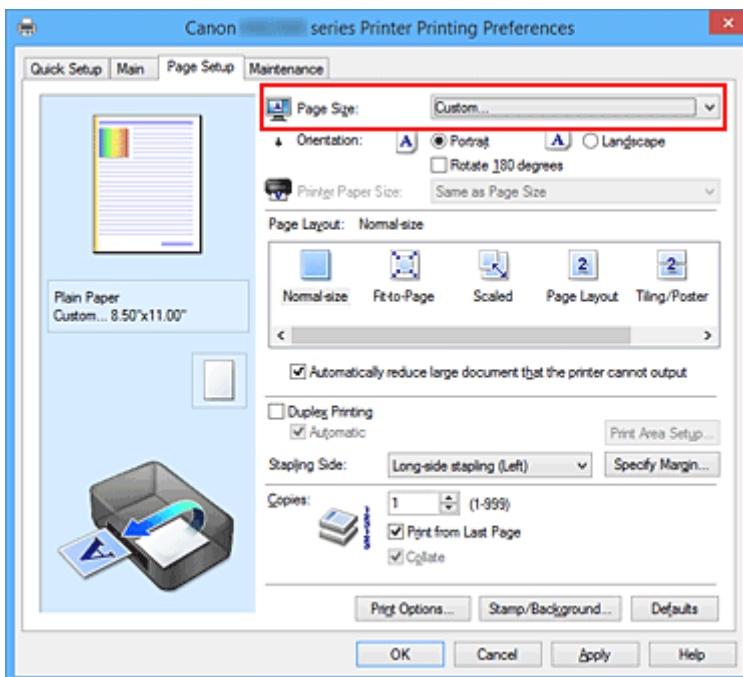 Canon series Printer Printing Preferences
Quick Setup Main Page Setup Maintenance
Page Size: Custom...
Orientation: A Portrait A Landscape
Rotate 180 degrees
Printer Paper Size: Same as Page Size
Page Layout: Normal-size
2 2
Normal-size Fit-to-Page Scaled Page Layout Tiling/Poster
Plain Paper
Custom... 8.50"x11.00"
Automatically reduce large document that the printer cannot output
Duplex Printing
Automatic
Print Area Setup...
Stapling Side: Long-side stapling (Left) Specify Margin...
Copies: 1 (1-999)
Print from Last Page
Collate
A
Print Options... Stamp/Background... Defaults
OK Cancel Apply Help